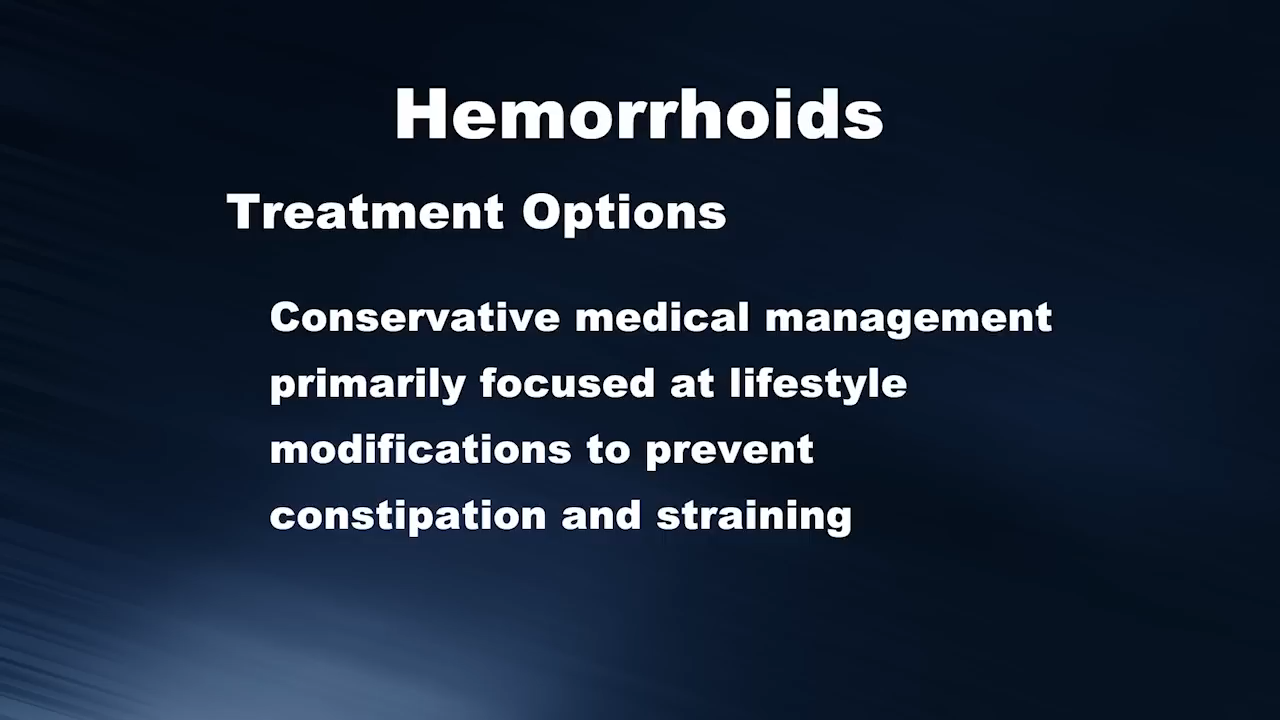 Hemorrhoids
Treatment Options
Conservative medical management
primarily focused at lifestyle
modifications to prevent
constipation and straining